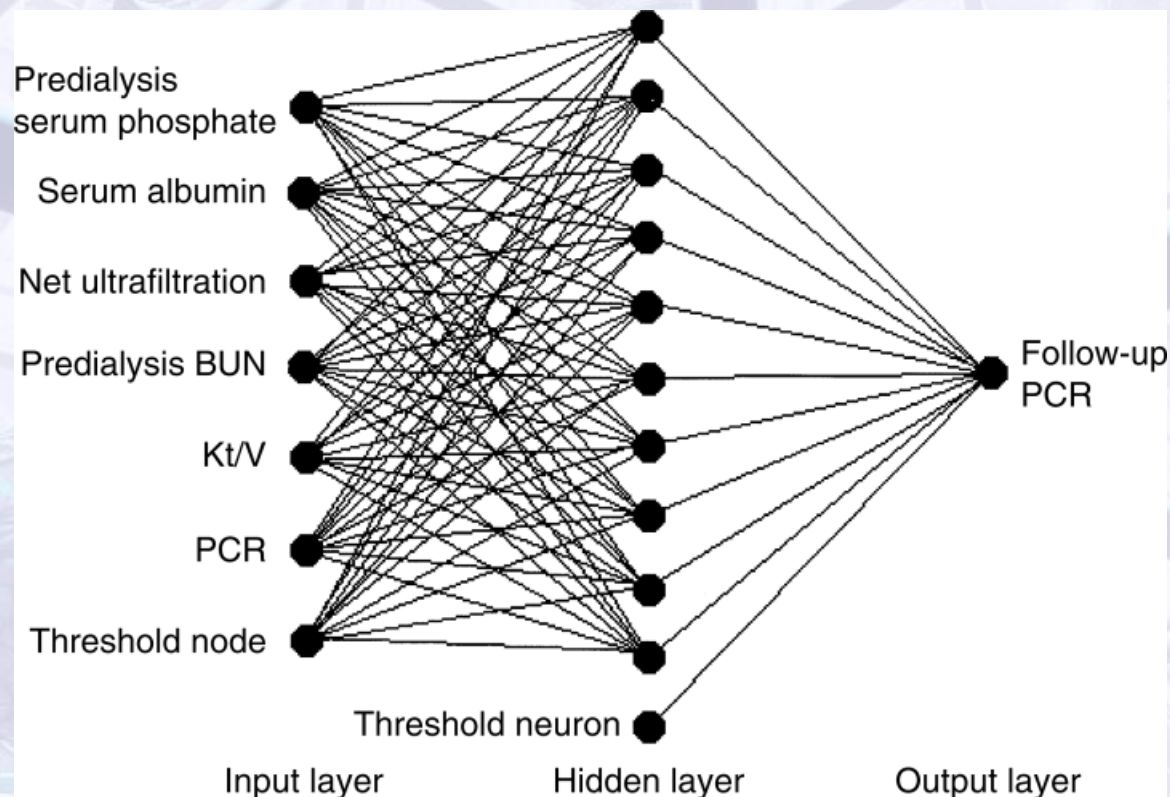 Predialysis
serum phosphate
Serum albumin
Net ultrafiltration
Predialysis BUN
Kt/V
PCR
Threshold node
Threshold neuron
Follow-up
PCR
Input layer
Hidden layer
Output layer